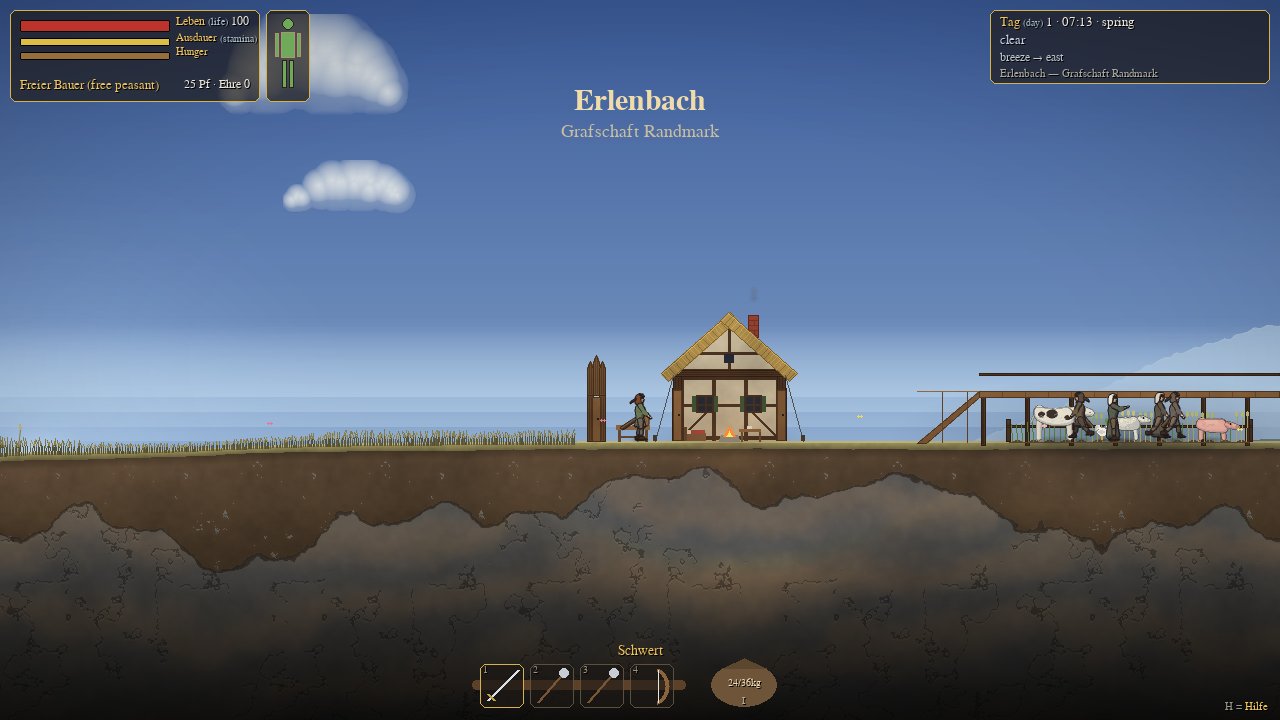 Leben (life) 100
Ausdauer (stamina)
Hunger
Freier Bauer (free peasant) 25 Pf · Ehre 0
Tag (day) 1 · 07:13 · spring
clear
breeze → east
Erlenbach — Grafschaft Randmark
Erlenbach
Grafschaft Randmark
Schwert
1 2 3 4
24/36kg
I
H = Hilfe